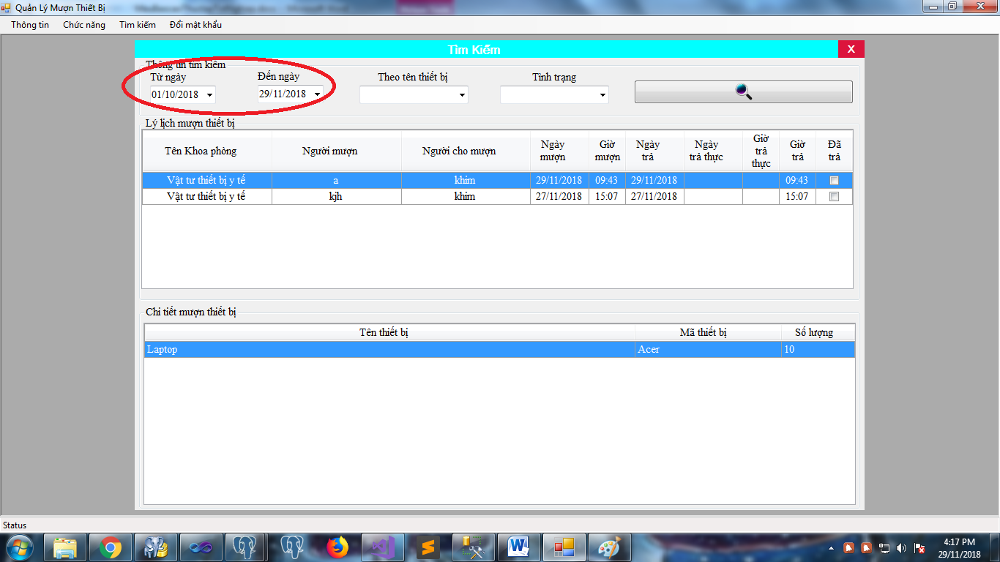 Quản Lý Mượn Thiết Bị
Thông tin Chức năng Tìm kiếm Đổi mật khẩu
Tìm Kiếm X
Thông tin tìm kiếm
Từ ngày Đến ngày Theo tên thiết bị Tình trạng
01/10/2018 29/11/2018
Lý lịch mượn thiết bị
Tên Khoa phòng Người mượn Người cho mượn Ngày mượn Giờ mượn Ngày trả Ngày trả thực Giờ trả thực Giờ trả Đã trả
Vật tư thiết bị y tế a khim 29/11/2018 09:43 29/11/2018 09:43
Vật tư thiết bị y tế kjh khim 27/11/2018 15:07 27/11/2018 15:07
Chi tiết mượn thiết bị
Tên thiết bị Mã thiết bị Số lượng
Laptop Acer 10
Status
4:17 PM
29/11/2018